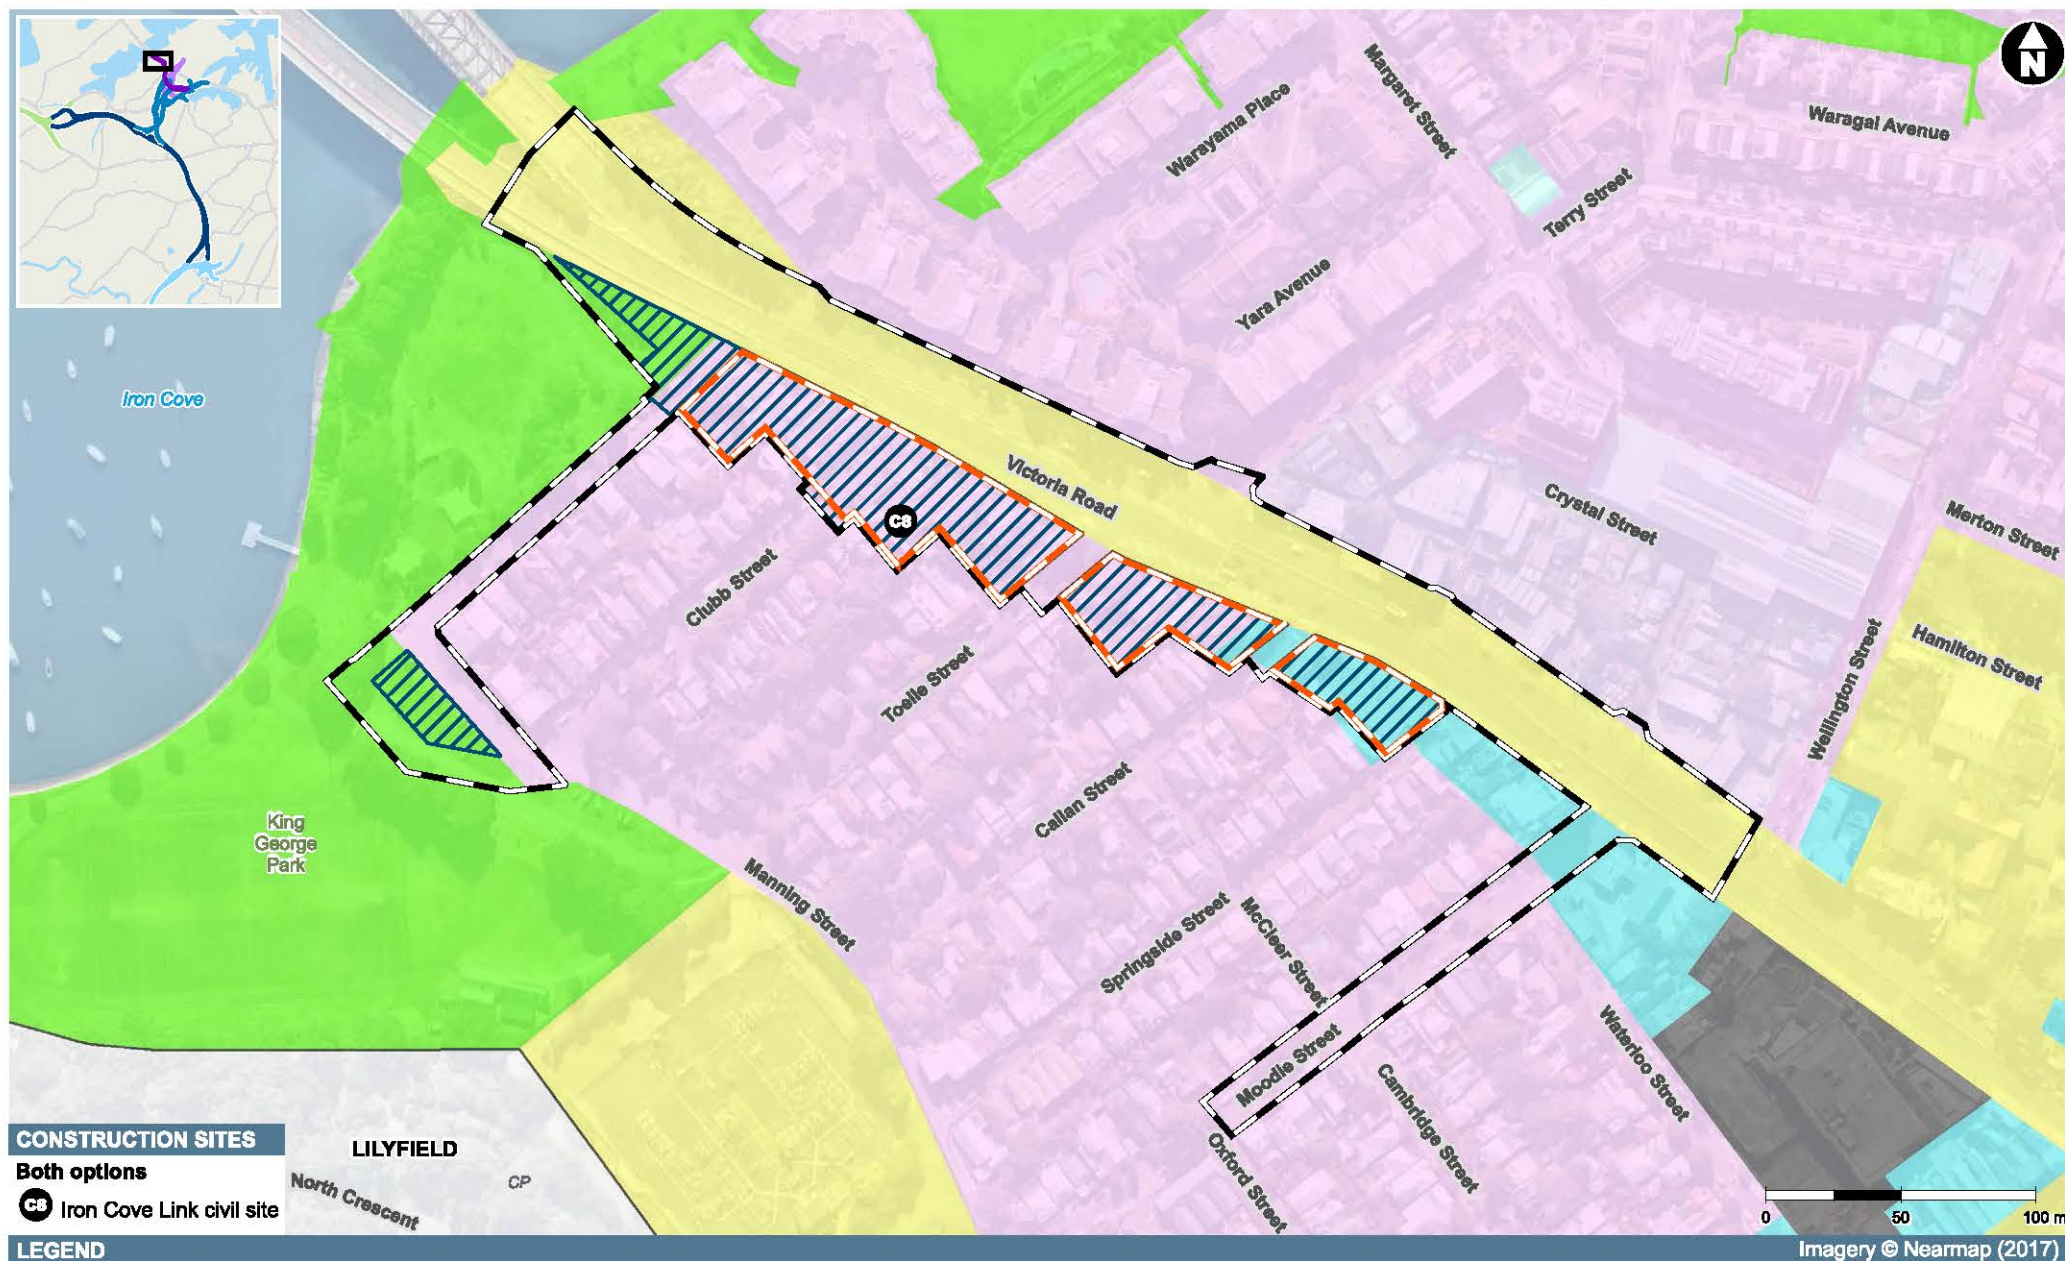 N
Margaret Street
Waragal Avenue
Warayama Place
Terry Street
Yara Avenue
Iron Cove
Victoria Road
Crystal Street
Merton Street
C8
Hamilton Street
Clubb Street
Wellington Street
Toelle Street
Callan Street
King
George
Park
Manning Street
Springside Street
McCleer Street
Waterloo Street
Moodie Street
Cambridge Street
Oxford Street
CONSTRUCTION SITES
Both options
C8 Iron Cove Link civil site
LILYFIELD
North Crescent
CP
0 50 100 m
LEGEND
Imagery © Nearmap (2017)